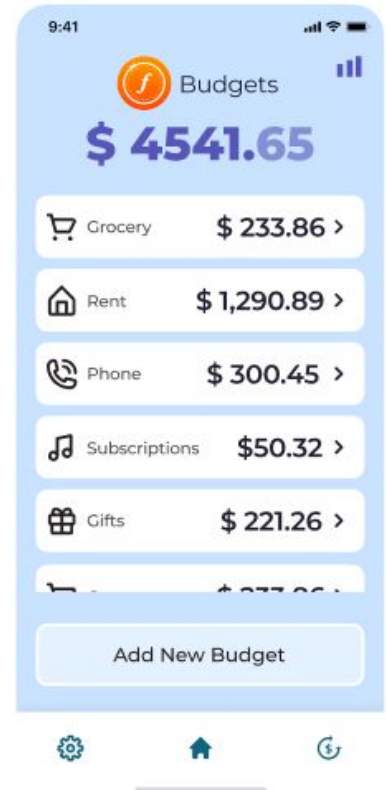 9:41
f Budgets
$ 4541.65
Grocery $ 233.86 >
Rent $ 1,290.89 >
Phone $ 300.45 >
Subscriptions $50.32 >
Gifts $ 221.26 >
Add New Budget
$